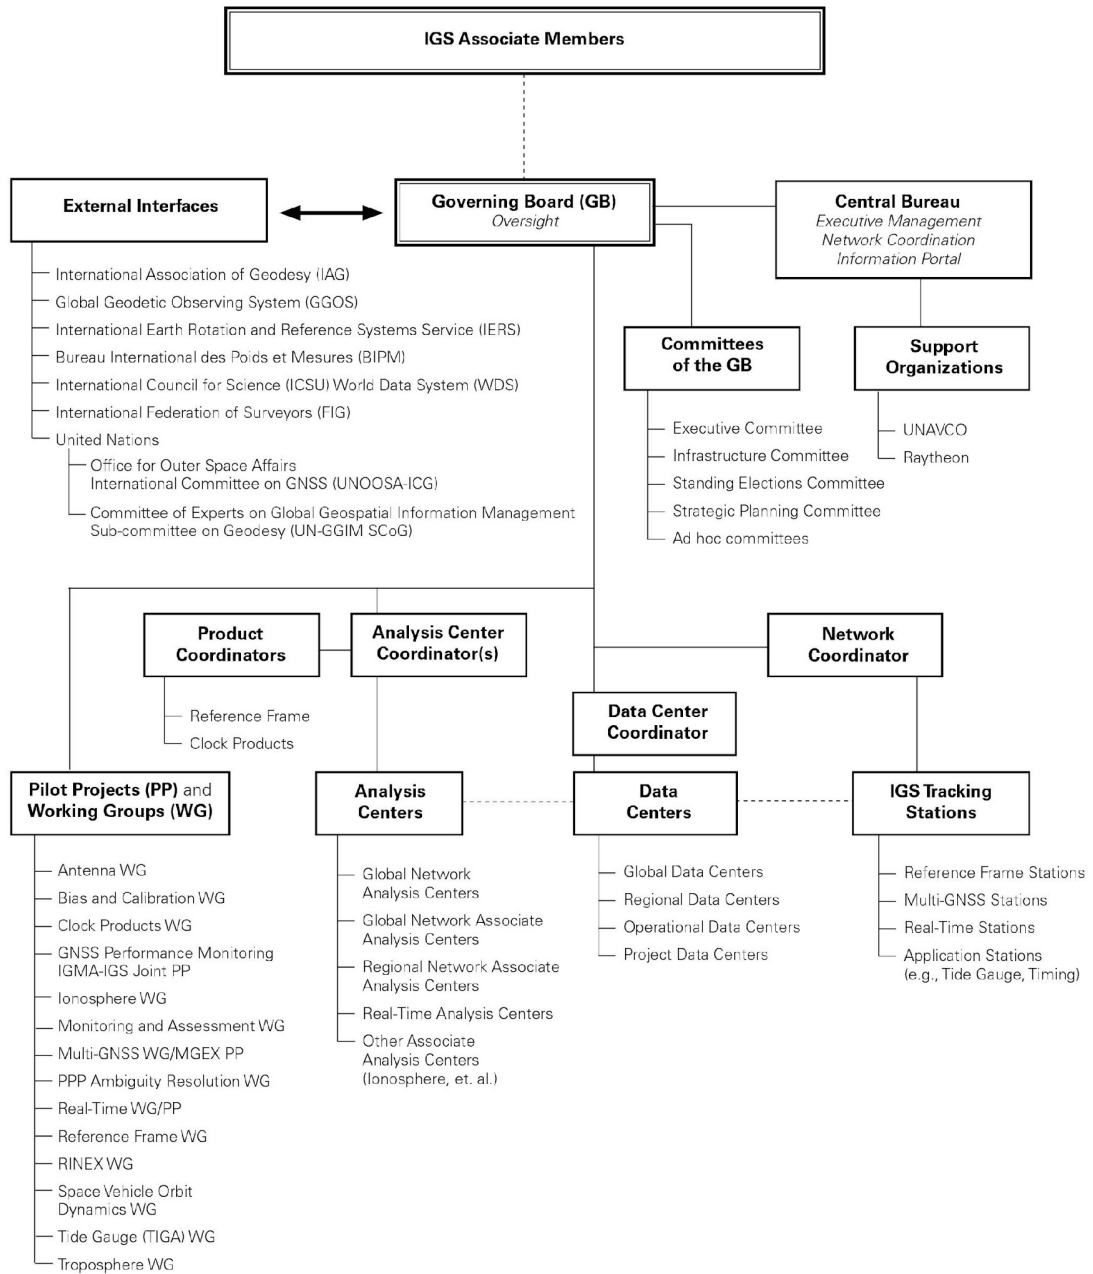 IGS Associate Members
External Interfaces
Governing Board (GB)
Oversight
Central Bureau
Executive Management
Network Coordination
Information Portal
International Association of Geodesy (IAG)
Global Geodetic Observing System (GGOS)
International Earth Rotation and Reference Systems Service (IERS)
Bureau International des Poids et Mesures (BIPM)
International Council for Science (ICSU) World Data System (WDS)
International Federation of Surveyors (FIG)
United Nations
Office for Outer Space Affairs
International Committee on GNSS (UNOOSA-ICG)
Committee of Experts on Global Geospatial Information Management
Sub-committee on Geodesy (UN-GGIM SCoG)
Committees
of the GB
Executive Committee
Infrastructure Committee
Standing Elections Committee
Strategic Planning Committee
Ad hoc committees
Support
Organizations
UNAVCO
Raytheon
Product
Coordinators
Reference Frame
Clock Products
Analysis Center
Coordinator(s)
Network
Coordinator
Data Center
Coordinator
Pilot Projects (PP) and
Working Groups (WG)
Antenna WG
Bias and Calibration WG
Clock Products WG
GNSS Performance Monitoring
IGMA-IGS Joint PP
Ionosphere WG
Monitoring and Assessment WG
Multi-GNSS WG/MGEX PP
PPP Ambiguity Resolution WG
Real-Time WG/PP
Reference Frame WG
RINEX WG
Space Vehicle Orbit
Dynamics WG
Tide Gauge (TIGA) WG
Troposphere WG
Analysis
Centers
Global Network
Analysis Centers
Global Network Associate
Analysis Centers
Regional Network Associate
Analysis Centers
Real-Time Analysis Centers
Other Associate
Analysis Centers
(Ionosphere, et. al.)
Data
Centers
Global Data Centers
Regional Data Centers
Operational Data Centers
Project Data Centers
IGS Tracking
Stations
Reference Frame Stations
Multi-GNSS Stations
Real-Time Stations
Application Stations
(e.g., Tide Gauge, Timing)